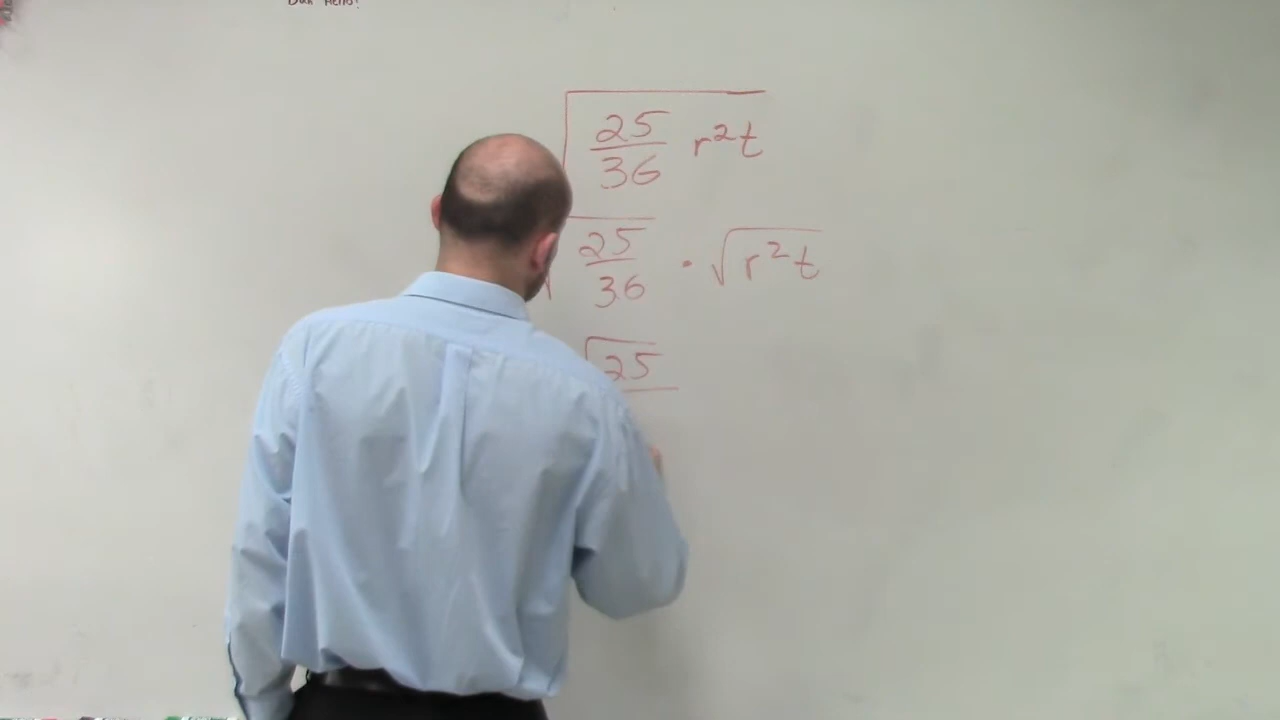 √(25/36 r²t)
√(25/36) · √(r²t)
√25